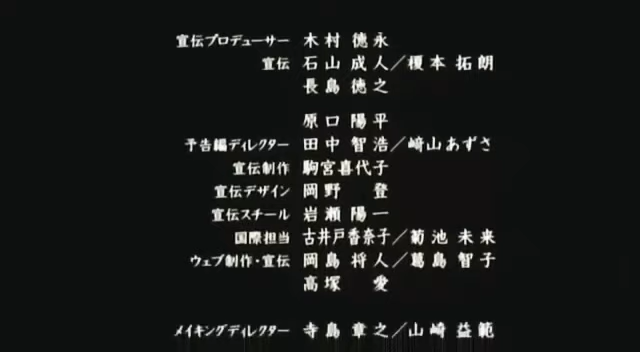 宣伝プロデューサー 木村 徳永
宣伝 石山 成人／榎本 拓朗
長島 徳之
原口 陽平
予告編ディレクター 田中 智浩／﨑山あずさ
宣伝制作 駒宮喜代子
宣伝デザイン 岡野 登
宣伝スチール 岩瀬 陽一
国際担当 古井戸香奈子／菊池 未来
ウェブ制作・宣伝 岡島 将人／葛島 智子
高塚 愛
メイキングディレクター 寺島 章之／山崎 益範